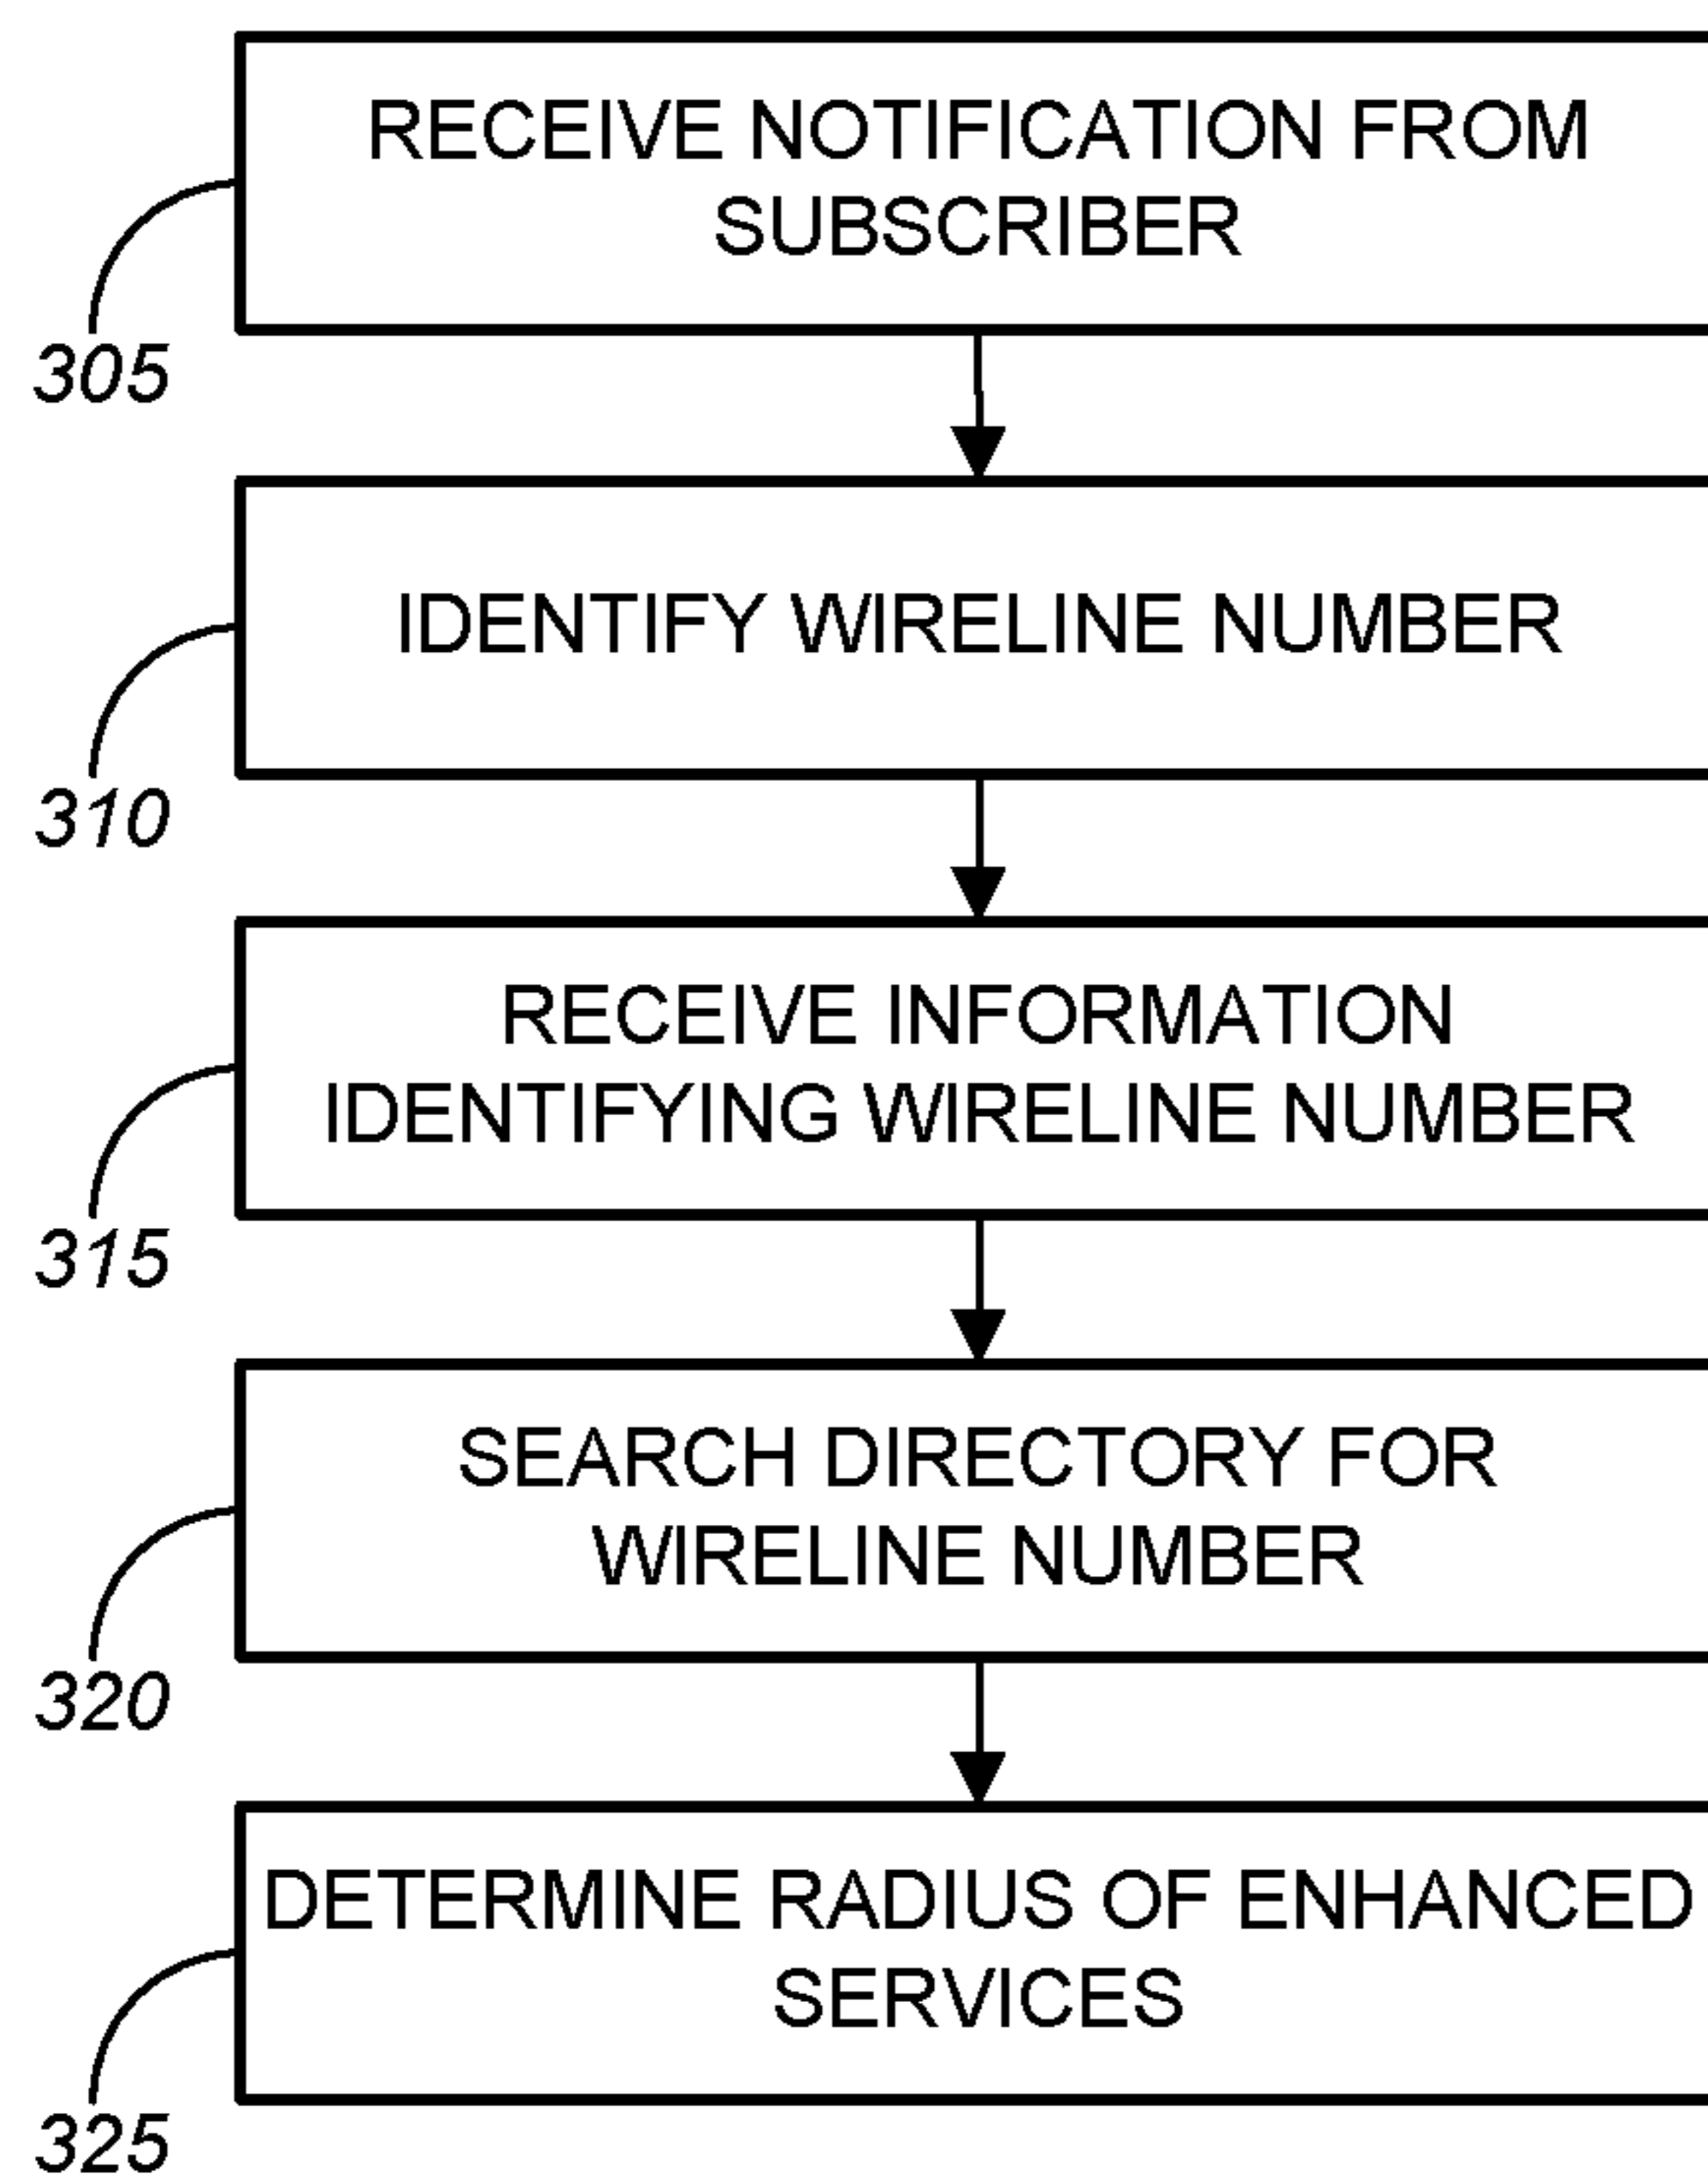 RECEIVE NOTIFICATION FROM
SUBSCRIBER
305
IDENTIFY WIRELINE NUMBER
310
RECEIVE INFORMATION
IDENTIFYING WIRELINE NUMBER
315
SEARCH DIRECTORY FOR
WIRELINE NUMBER
320
DETERMINE RADIUS OF ENHANCED
SERVICES
325